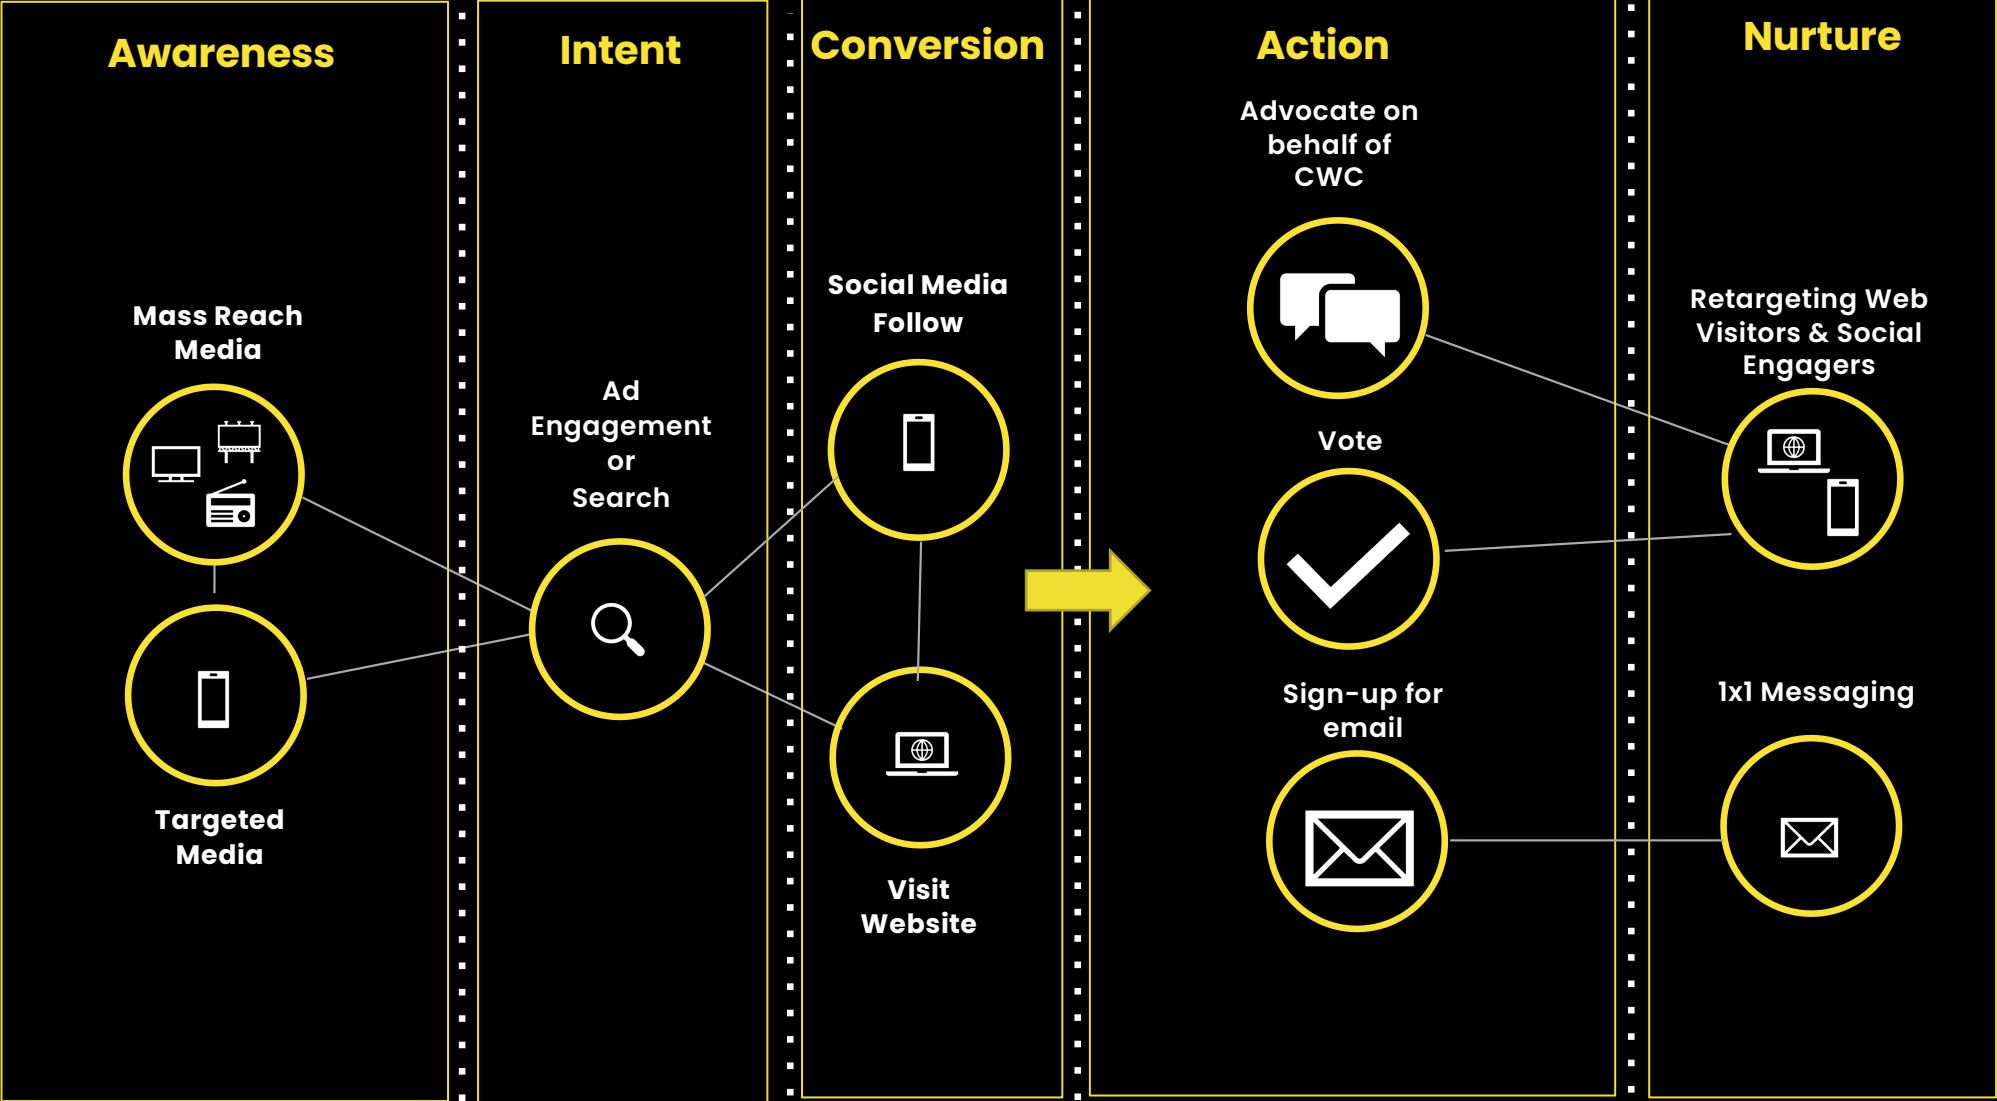 Awareness
Intent
Conversion
Action
Nurture
Mass Reach
Media
Targeted
Media
Ad
Engagement
or
Search
Social Media
Follow
Visit
Website
Advocate on
behalf of
CWC
Vote
Sign-up for
email
Retargeting Web
Visitors & Social
Engagers
1x1 Messaging